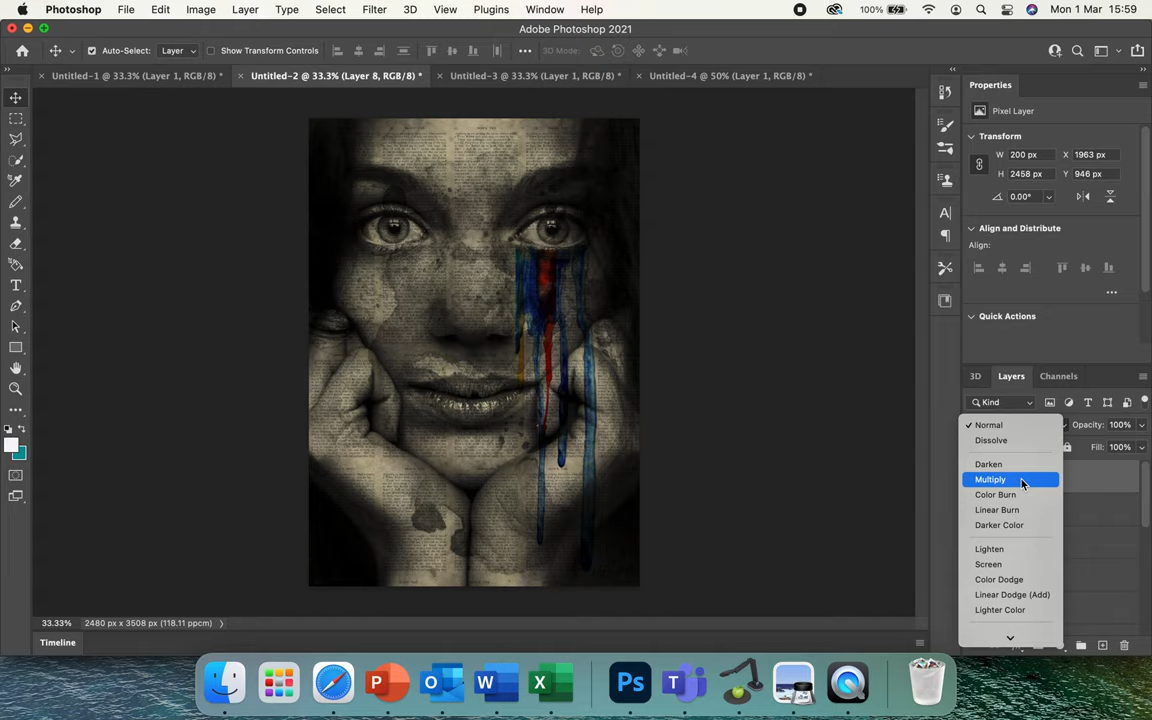 Photoshop File Edit Image Layer Type Select Filter 3D View Plugins Window Help 100% Mon 1 Mar 15:59
Adobe Photoshop 2021
Auto-Select: Layer Show Transform Controls 3D Mode:
Untitled-1 @ 33.3% (Layer 1, RGB/8) * Untitled-2 @ 33.3% (Layer 8, RGB/8) * Untitled-3 @ 33.3% (Layer 1, RGB/8) * Untitled-4 @ 50% (Layer 1, RGB/8) *
Properties
Pixel Layer
Transform
W 200 px X 1963 px
H 2458 px Y 946 px
0.00°
Align and Distribute
Align:
Quick Actions
3D Layers Channels
Kind
Normal Opacity: 100%
Dissolve
Fill: 100%
Darken
Multiply
Color Burn
Linear Burn
Darker Color
Lighten
Screen
Color Dodge
Linear Dodge (Add)
Lighter Color
33.33% 2480 px x 3508 px (118.11 ppcm)
Timeline